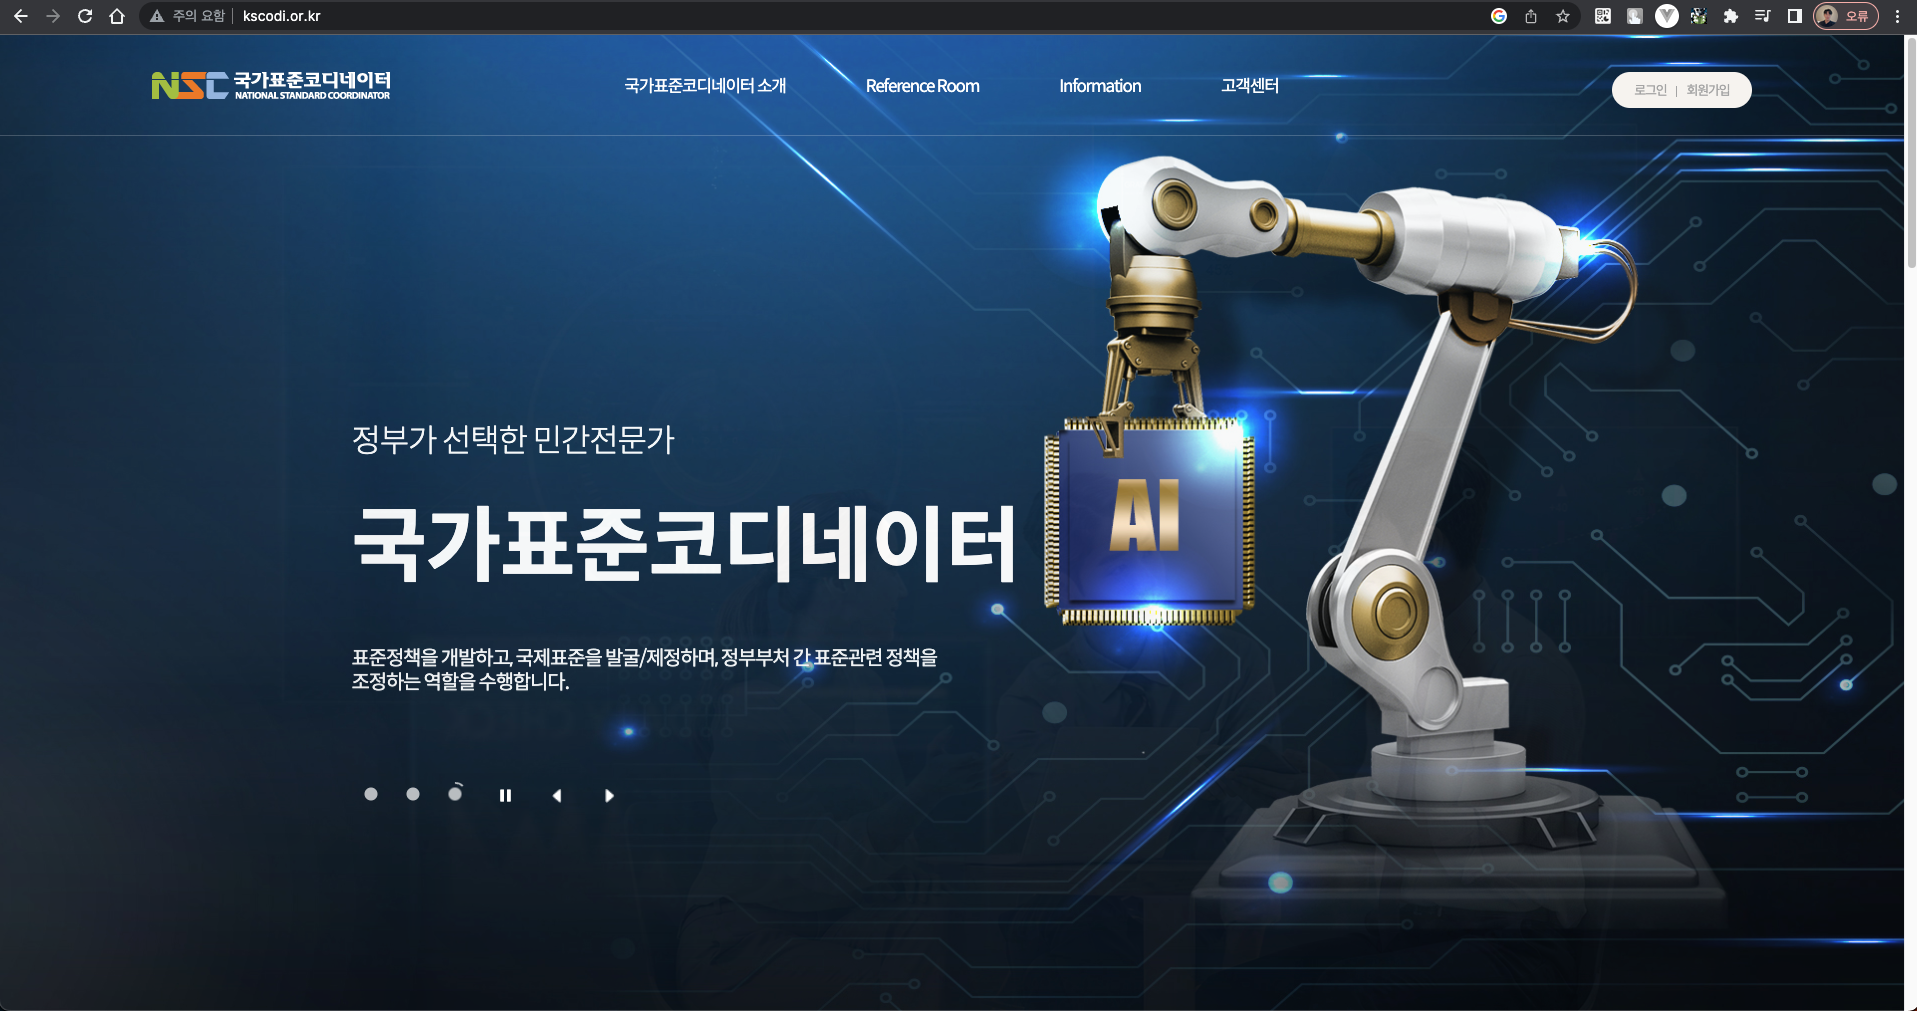 주의 요함 kscodi.or.kr 오류
NSC 국가표준코디네이터
NATIONAL STANDARD COORDINATOR
국가표준코디네이터 소개 Reference Room Information 고객센터
로그인 | 회원가입
정부가 선택한 민간전문가
국가표준코디네이터
AI
표준정책을 개발하고, 국제표준을 발굴/제정하며, 정부부처 간 표준관련 정책을
조정하는 역할을 수행합니다.